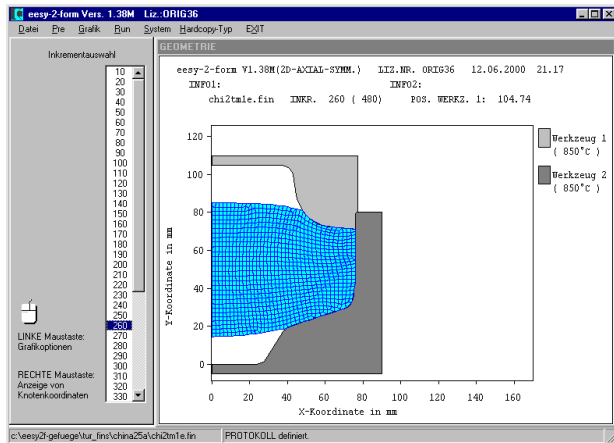 eesy-2-form Vers. 1.38M Liz.:ORIG36
Datei Pre Grafik Run System Hardcopy-Typ EXIT
Inkrementauswahl
10
20
30
40
50
60
70
80
90
100
110
120
130
140
150
160
170
180
190
200
210
220
230
240
250
260
270
280
290
300
310
320
330
LINKE Maustaste:
Grafikoptionen
RECHTE Maustaste:
Anzeige von
Knotenkoordinaten
GEOMETRIE
eesy-2-form V1.38M(2D-AXIAL-SYMM.) LIZ.NR. ORIG36 12.06.2000 21.17
INFO1: INFO2:
chi2tm1e.fin INKR. 260 ( 480) POS. WERKZ. 1: 104.74
Werkzeug 1
( 850°C )
Werkzeug 2
( 850°C )
Y-Koordinate in mm
120
100
80
60
40
20
0
0 20 40 60 80 100 120 140 160
X-Koordinate in mm
c:\eesy2f-gefuege\tur_fins\china25a\chi2tm1e.fin PROTOKOLL definiert.